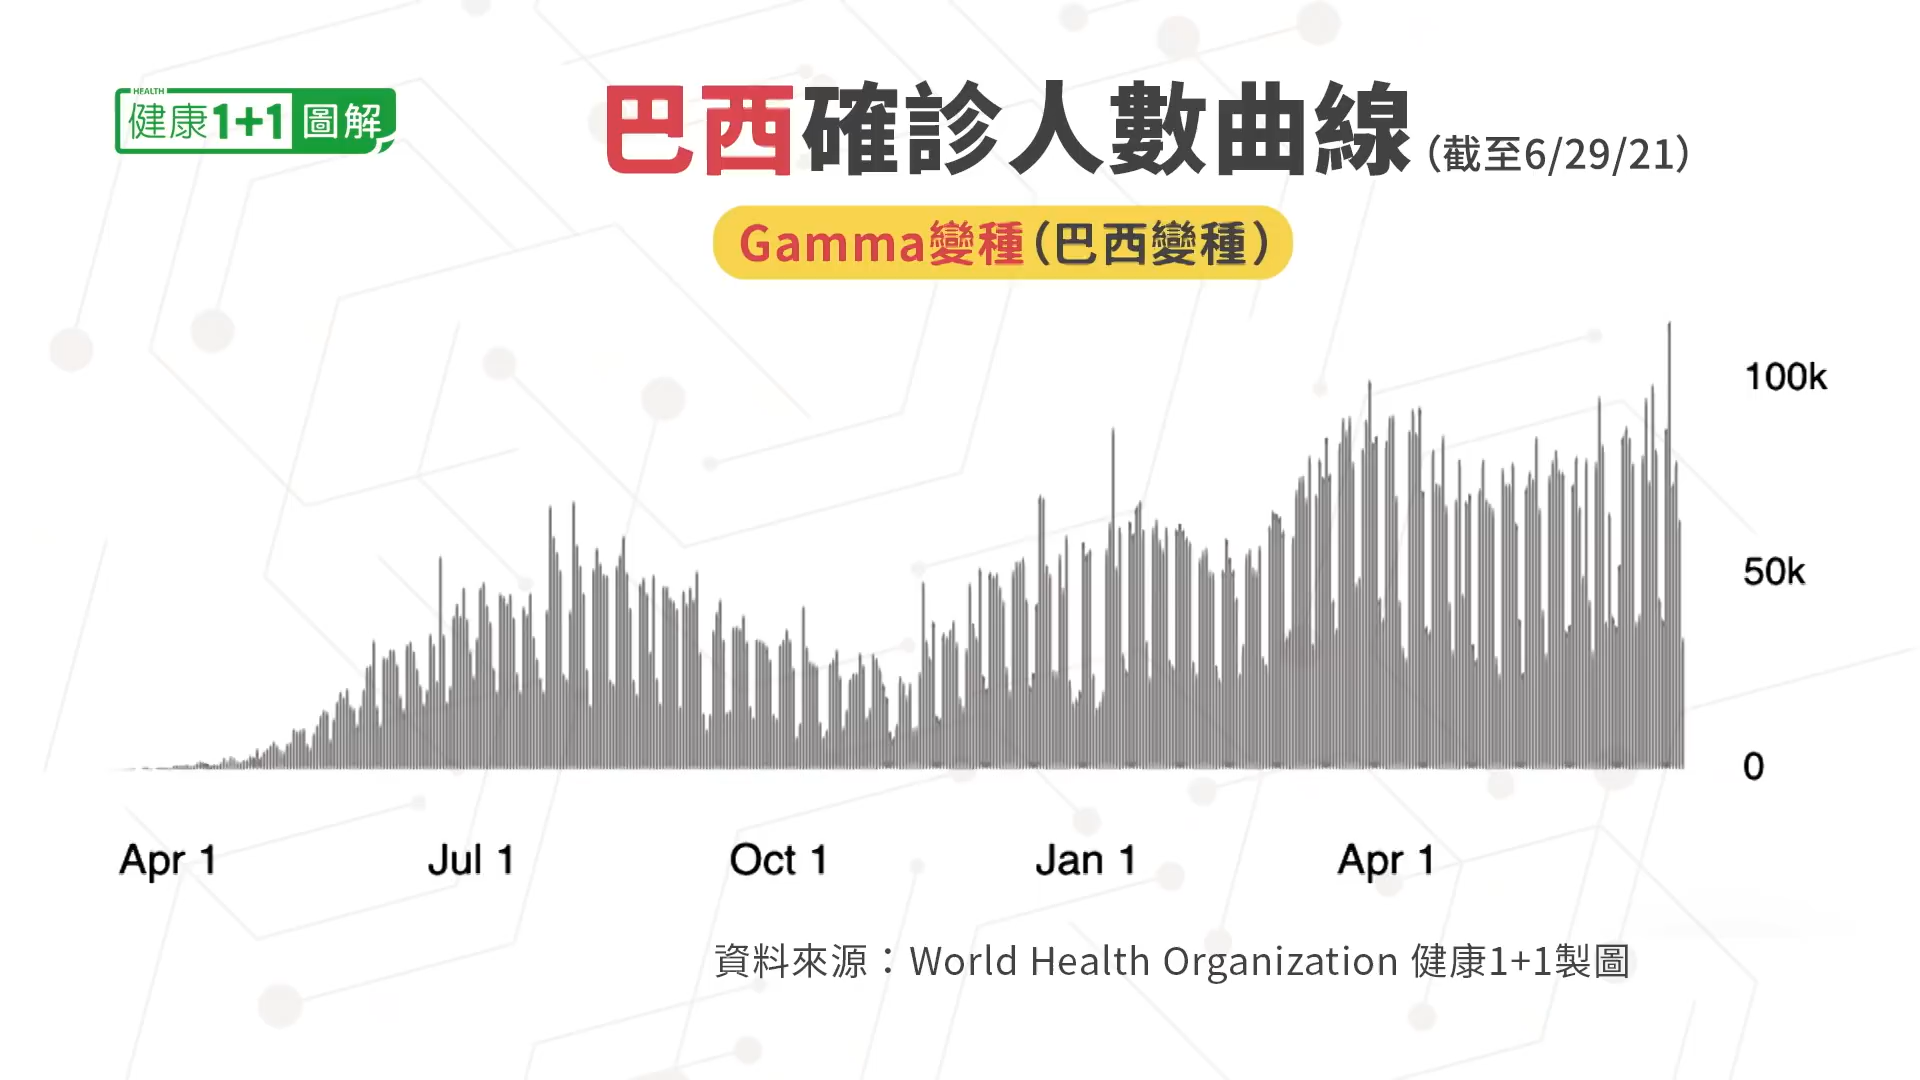 HEALTH
健康1+1圖解
巴西確診人數曲線（截至6/29/21）
Gamma變種（巴西變種）
100k
50k
0
Apr 1 Jul 1 Oct 1 Jan 1 Apr 1
資料來源：World Health Organization 健康1+1製圖